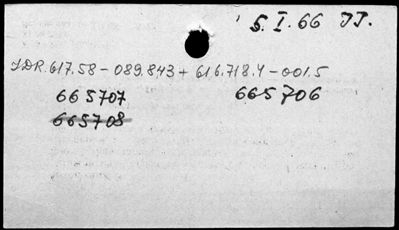 5. I. 66 JJ.
JDR. 617.58 - 089.843 + 616.718.4 - 001.5
665707 665706
665708